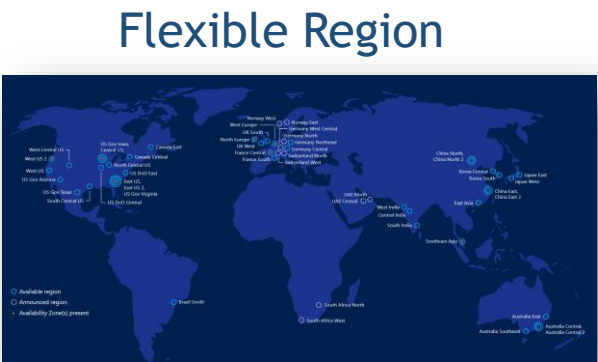 Flexible Region
Norway West
Norway East
West Europe
Germany West Central
UK South
Germany North
North Europe
Germany Northeast
UK West
Germany Central
France Central
Switzerland North
France South
Switzerland West
West Central US
US Gov Iowa,
Central US
Canada East
West US 2
Canada Central
North Central US
West US
US DoD East
US Gov Arizona
East US,
East US 2,
US Gov Virginia
US Gov Texas
South Central US
US DoD Central
China North,
China North 2
Korea Central
Korea South
Japan East
Japan West
UAE North
UAE Central
West India
Central India
South India
China East,
China East 2
East Asia
Southeast Asia
Available region
Announced region
Availability Zone(s) present
Brazil South
South Africa North
South Africa West
Australia East
Australia Southeast
Australia Central,
Australia Central 2